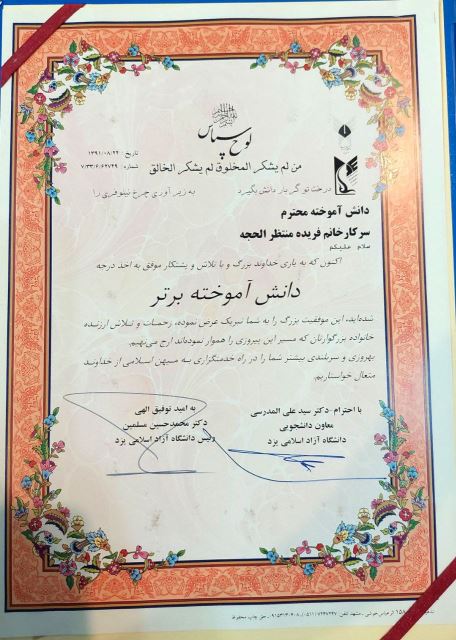 لوح سپاس
تاریخ : ۱۳۹۱/۰۸/۲۴
شماره : ۷/۳۳/۶/۶۲۷۴۹
من لم یشکر المخلوق لم یشکر الخالق
درخت تو گر بار دانش بگیرد به زیر آوری چرخ نیلوفری را
دانش آموخته محترم
سرکارخانم فریده منتظر الحجه
سلام علیکم
اکنون که به یاری خداوند بزرگ و با تلاش و پشتکار موفق به اخذ درجه
دانش آموخته برتر
شده‌اید، این موفقیت بزرگ را به شما تبریک عرض نموده، زحمات و تلاش ارزنده
خانواده بزرگوارتان که مسیر این پیروزی را هموار نموده‌اند ارج می‌نهیم.
بهروزی و سربلندی بیشتر شما را در راه خدمتگزاری به میهن اسلامی از خداوند
متعال خواستاریم.
با احترام-دکتر سید علی المدرسی
معاون دانشجویی
دانشگاه آزاد اسلامی یزد
به امید توفیق الهی
دکتر محمدحسین مسلمین
رییس دانشگاه آزاد اسلامی یزد